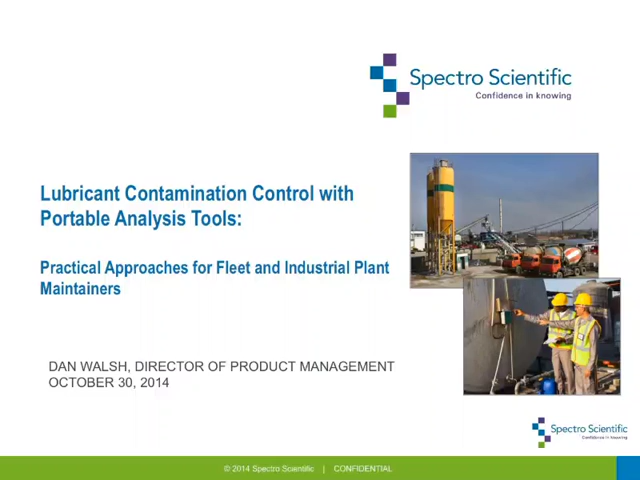 Spectro Scientific
Confidence in knowing
Lubricant Contamination Control with
Portable Analysis Tools:
Practical Approaches for Fleet and Industrial Plant
Maintainers
DAN WALSH, DIRECTOR OF PRODUCT MANAGEMENT
OCTOBER 30, 2014
Spectro Scientific
Confidence in knowing
© 2014 Spectro Scientific | CONFIDENTIAL